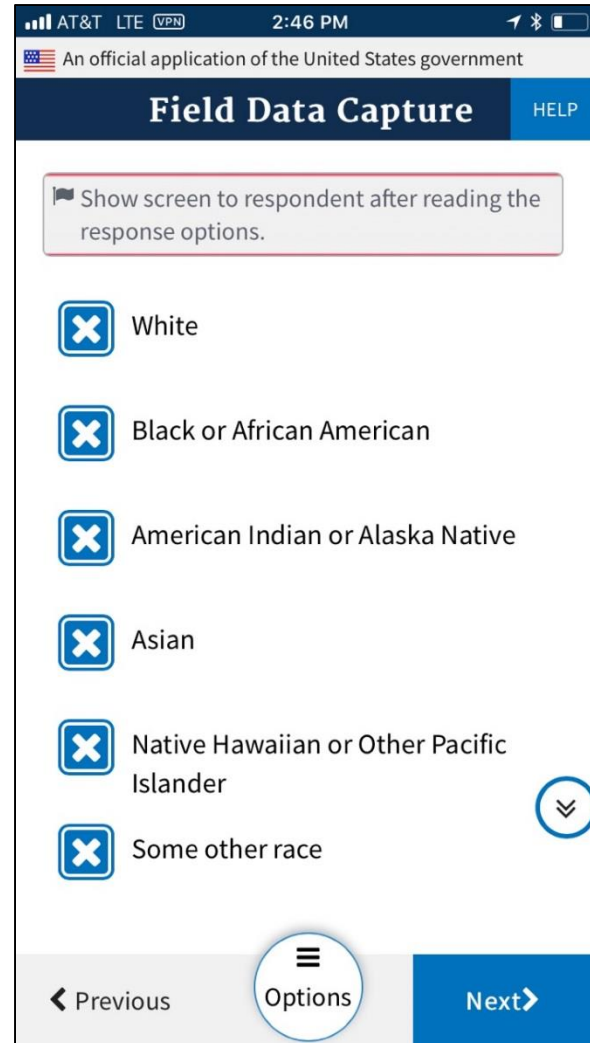 AT&T LTE VPN 2:46 PM
An official application of the United States government
Field Data Capture HELP
Show screen to respondent after reading the
response options.
White
Black or African American
American Indian or Alaska Native
Asian
Native Hawaiian or Other Pacific
Islander
Some other race
Previous Options Next